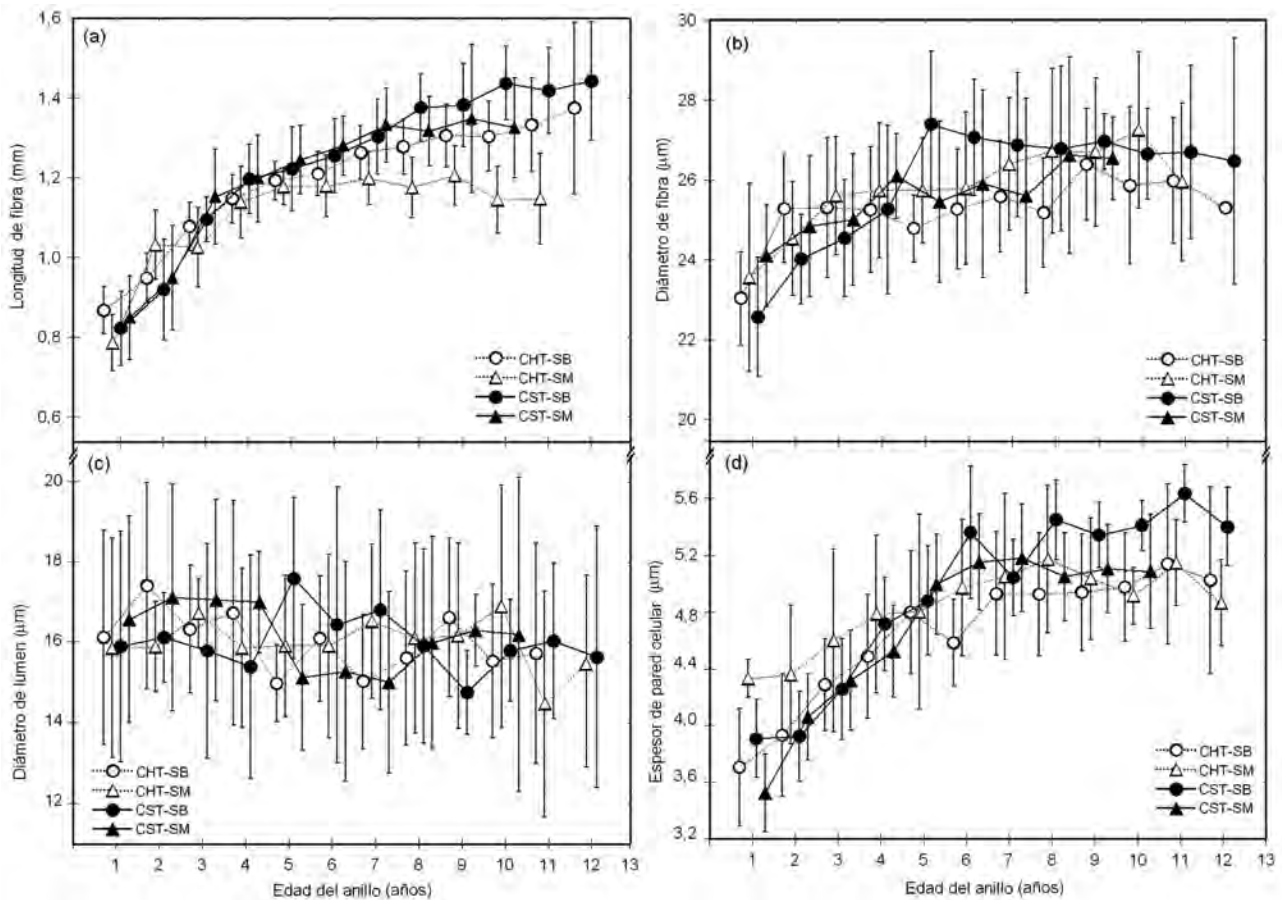 (a)
Longitud de fibra (mm)
1,6
1,4
1,2
1,0
0,8
0,6
CHT-SB
CHT-SM
CST-SB
CST-SM
(b)
Diámetro de fibra (µm)
30
28
26
24
22
20
CHT-SB
CHT-SM
CST-SB
CST-SM
(c)
Diámetro de lumen (µm)
20
18
16
14
12
CHT-SB
CHT-SM
CST-SB
CST-SM
1 2 3 4 5 6 7 8 9 10 11 12 13
Edad del anillo (años)
(d)
Espesor de pared celular (µm)
5,6
5,2
4,8
4,4
4,0
3,6
3,2
CHT-SB
CHT-SM
CST-SB
CST-SM
1 2 3 4 5 6 7 8 9 10 11 12 13
Edad del anillo (años)